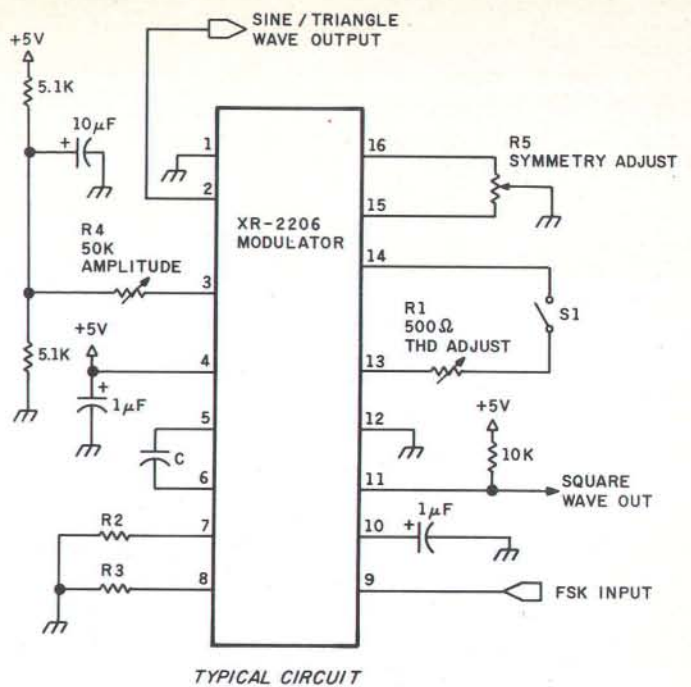 SINE / TRIANGLE
WAVE OUTPUT
+5V
5.1K
10μF
+
1
2
16
15
R5
SYMMETRY ADJUST
XR-2206
MODULATOR
R4
50K
AMPLITUDE
3
14
S1
R1
500Ω
THD ADJUST
+5V
5.1K
4
13
+
1μF
5
12
+5V
10K
C
6
11
SQUARE
WAVE OUT
R2
7
10
1μF
+
R3
8
9
FSK INPUT
TYPICAL CIRCUIT